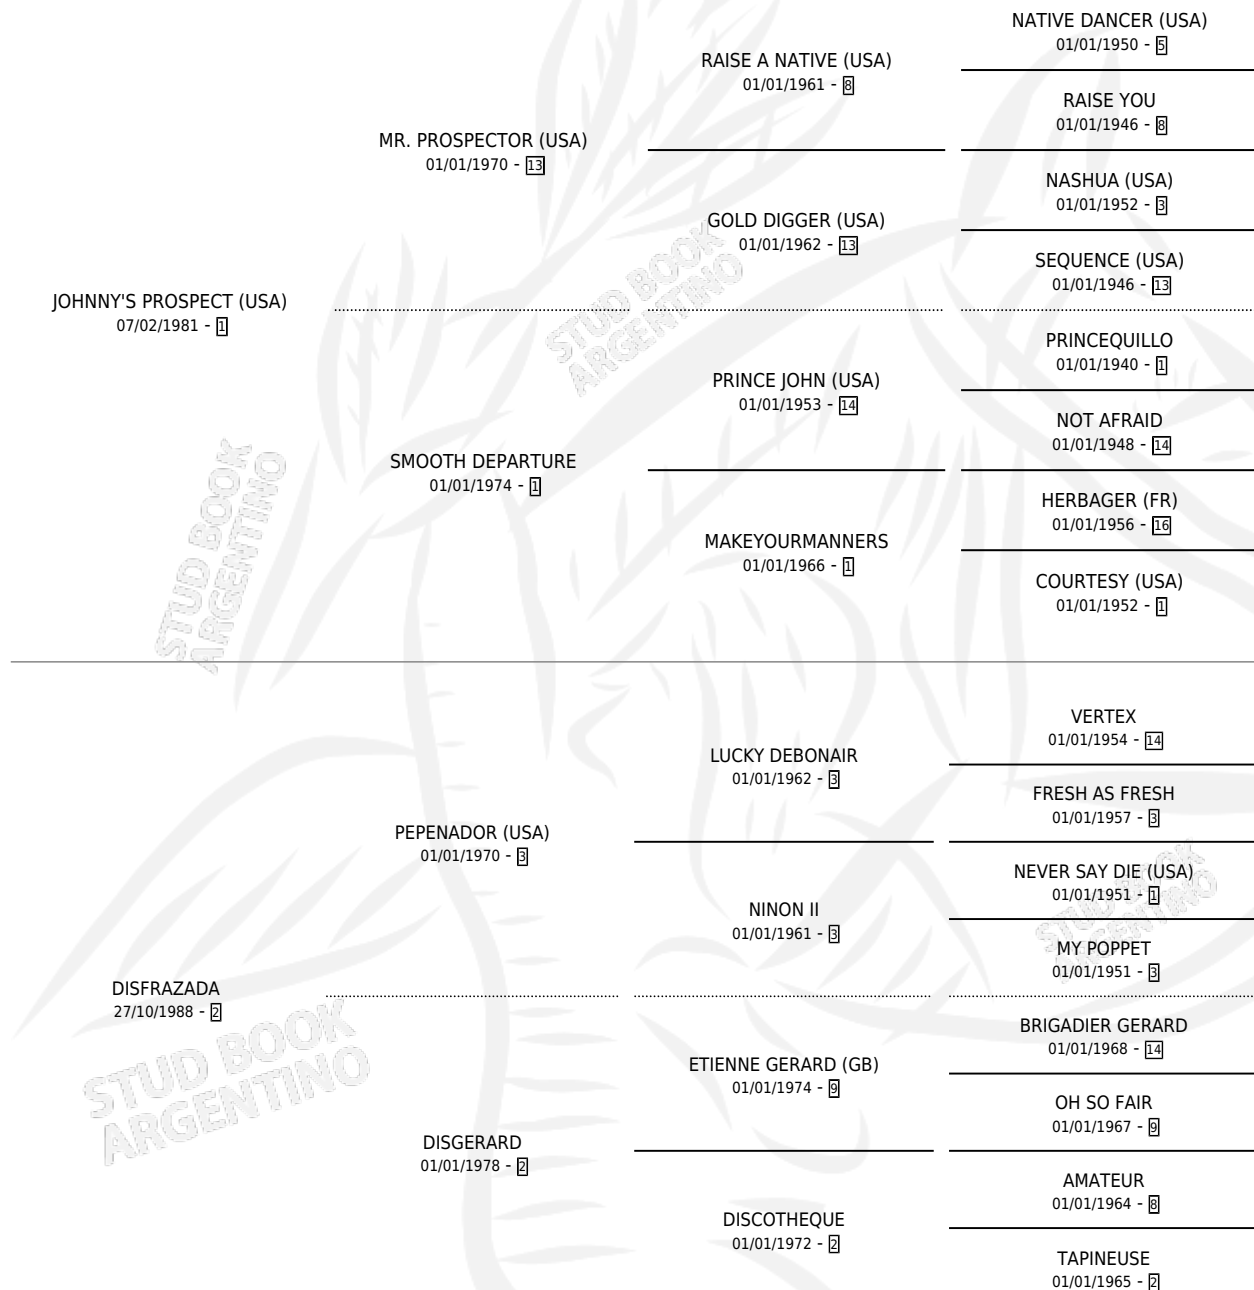 NATIVE DANCER (USA)
01/01/1950 - 5
RAISE A NATIVE (USA)
01/01/1961 - 8
RAISE YOU
01/01/1946 - 8
MR. PROSPECTOR (USA)
01/01/1970 - 13
NASHUA (USA)
01/01/1952 - 3
GOLD DIGGER (USA)
01/01/1962 - 13
SEQUENCE (USA)
01/01/1946 - 13
JOHNNY'S PROSPECT (USA)
07/02/1981 - 1
STUD BOOK
ARGENTINO
PRINCEQUILLO
01/01/1940 - 1
PRINCE JOHN (USA)
01/01/1953 - 14
NOT AFRAID
01/01/1948 - 14
SMOOTH DEPARTURE
01/01/1974 - 1
HERBAGER (FR)
01/01/1956 - 16
MAKEYOURMANNERS
01/01/1966 - 1
COURTESY (USA)
01/01/1952 - 1
STUD BOOK
ARGENTINO
VERTEX
01/01/1954 - 14
LUCKY DEBONAIR
01/01/1962 - 3
FRESH AS FRESH
01/01/1957 - 3
PEPENADOR (USA)
01/01/1970 - 3
NEVER SAY DIE (USA)
01/01/1951 - 1
NINON II
01/01/1961 - 3
MY POPPET
01/01/1951 - 3
STUD BOOK
ARGENTINO
DISFRAZADA
27/10/1988 - 2
BRIGADIER GERARD
01/01/1968 - 14
ETIENNE GERARD (GB)
01/01/1974 - 9
OH SO FAIR
01/01/1967 - 9
STUD BOOK
ARGENTINO
DISGERARD
01/01/1978 - 2
AMATEUR
01/01/1964 - 8
DISCOTHEQUE
01/01/1972 - 2
TAPINEUSE
01/01/1965 - 2